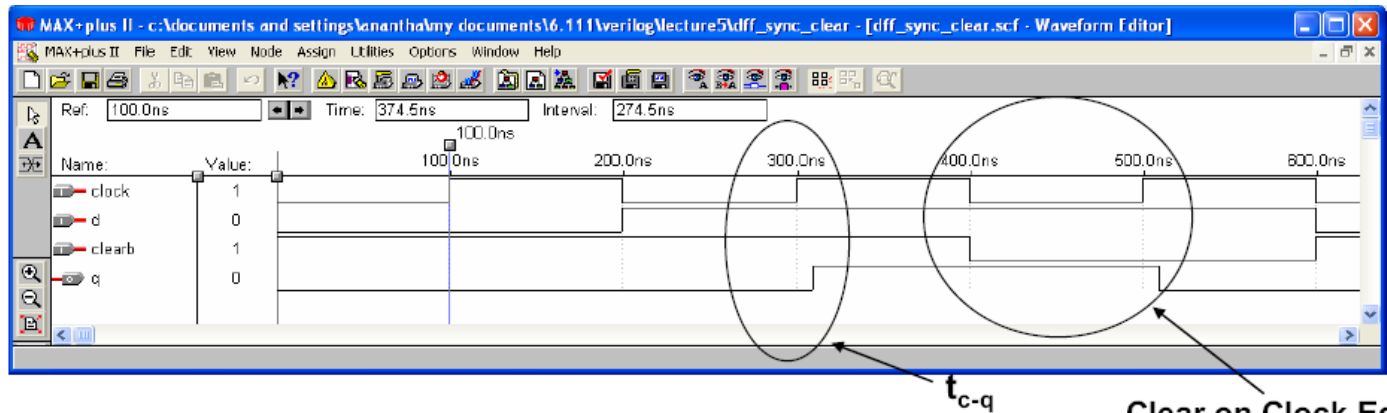 MAX+plus II - c:\documents and settings\anantha\my documents\6.111\verilog\lecture5\dff_sync_clear - [dff_sync_clear.scf - Waveform Editor]
MAX+plus II File Edit View Node Assign Utilities Options Window Help
Ref: 100.0ns Time: 374.5ns Interval: 274.5ns
100.0ns
Name: Value: 100.0ns 200.0ns 300.0ns 400.0ns 500.0ns 600.0ns
clock 1
d 0
clearb 1
q 0
tc-q
Clear on Clock